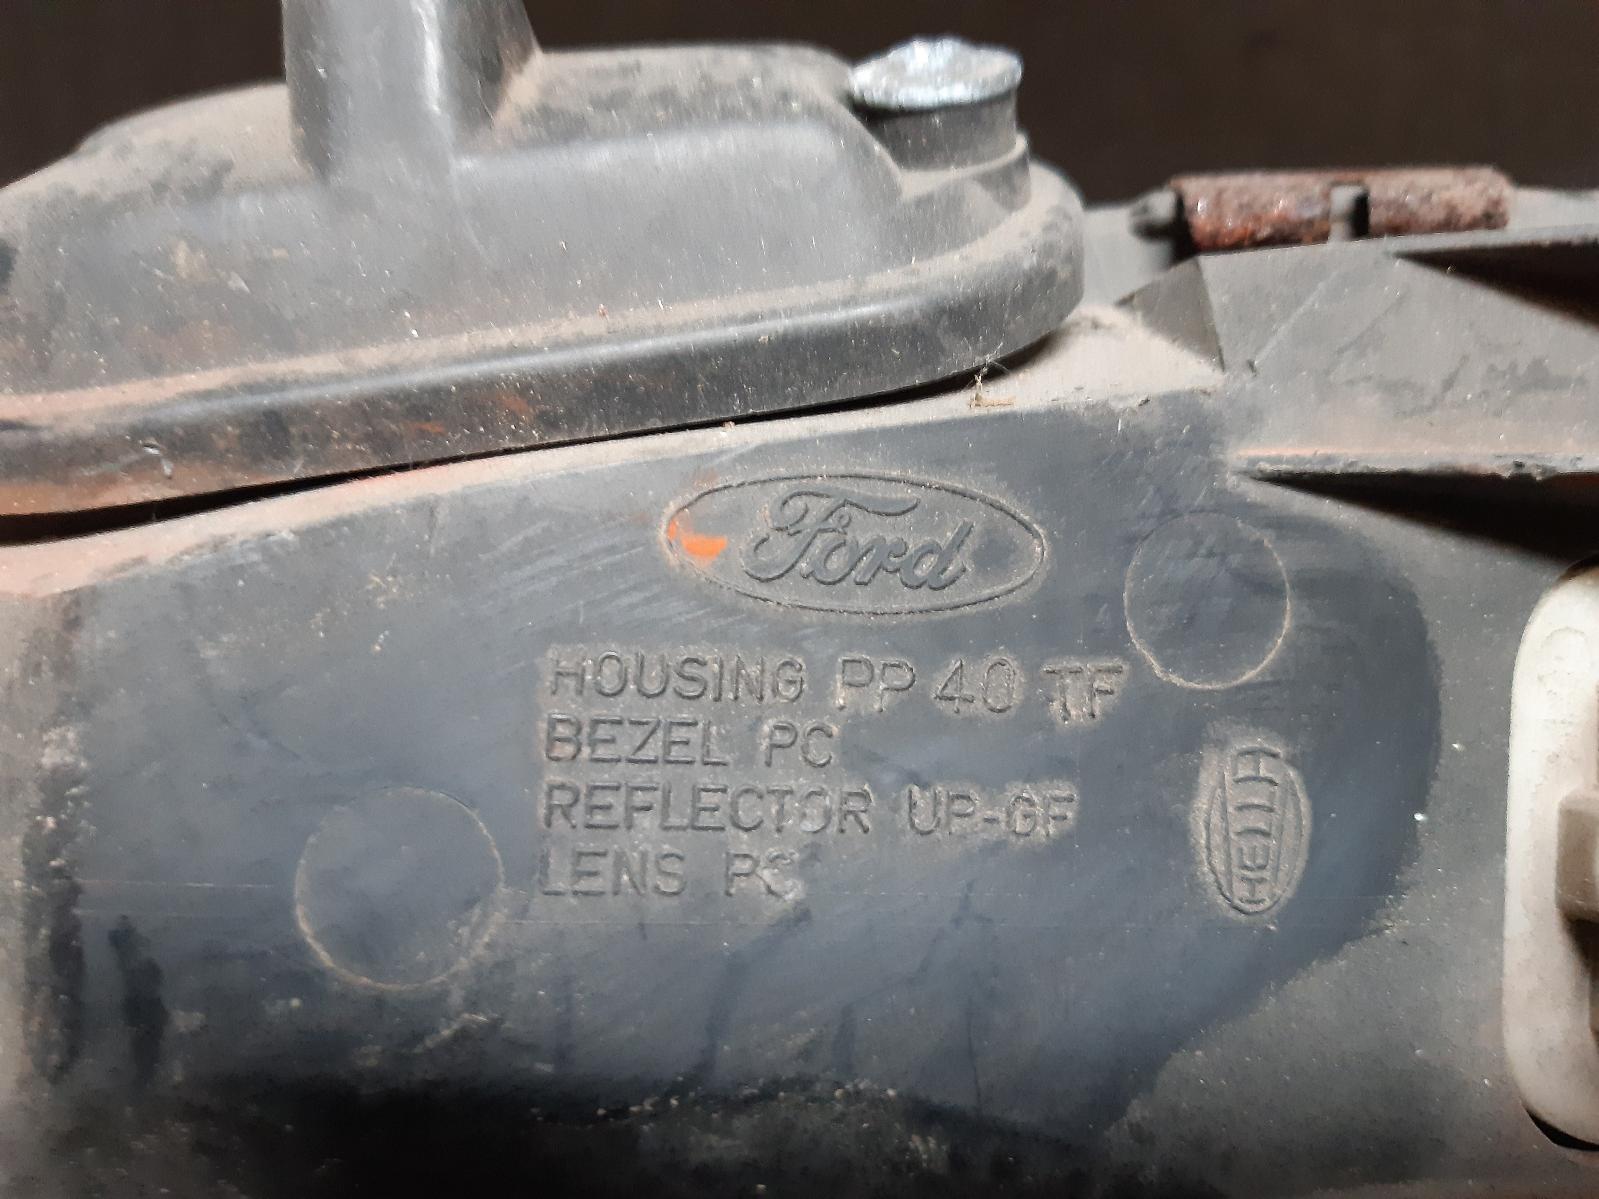 Ford
HOUSING PP 40 TF
BEZEL PC
REFLECTOR UP-GF
LENS PC
HELLA